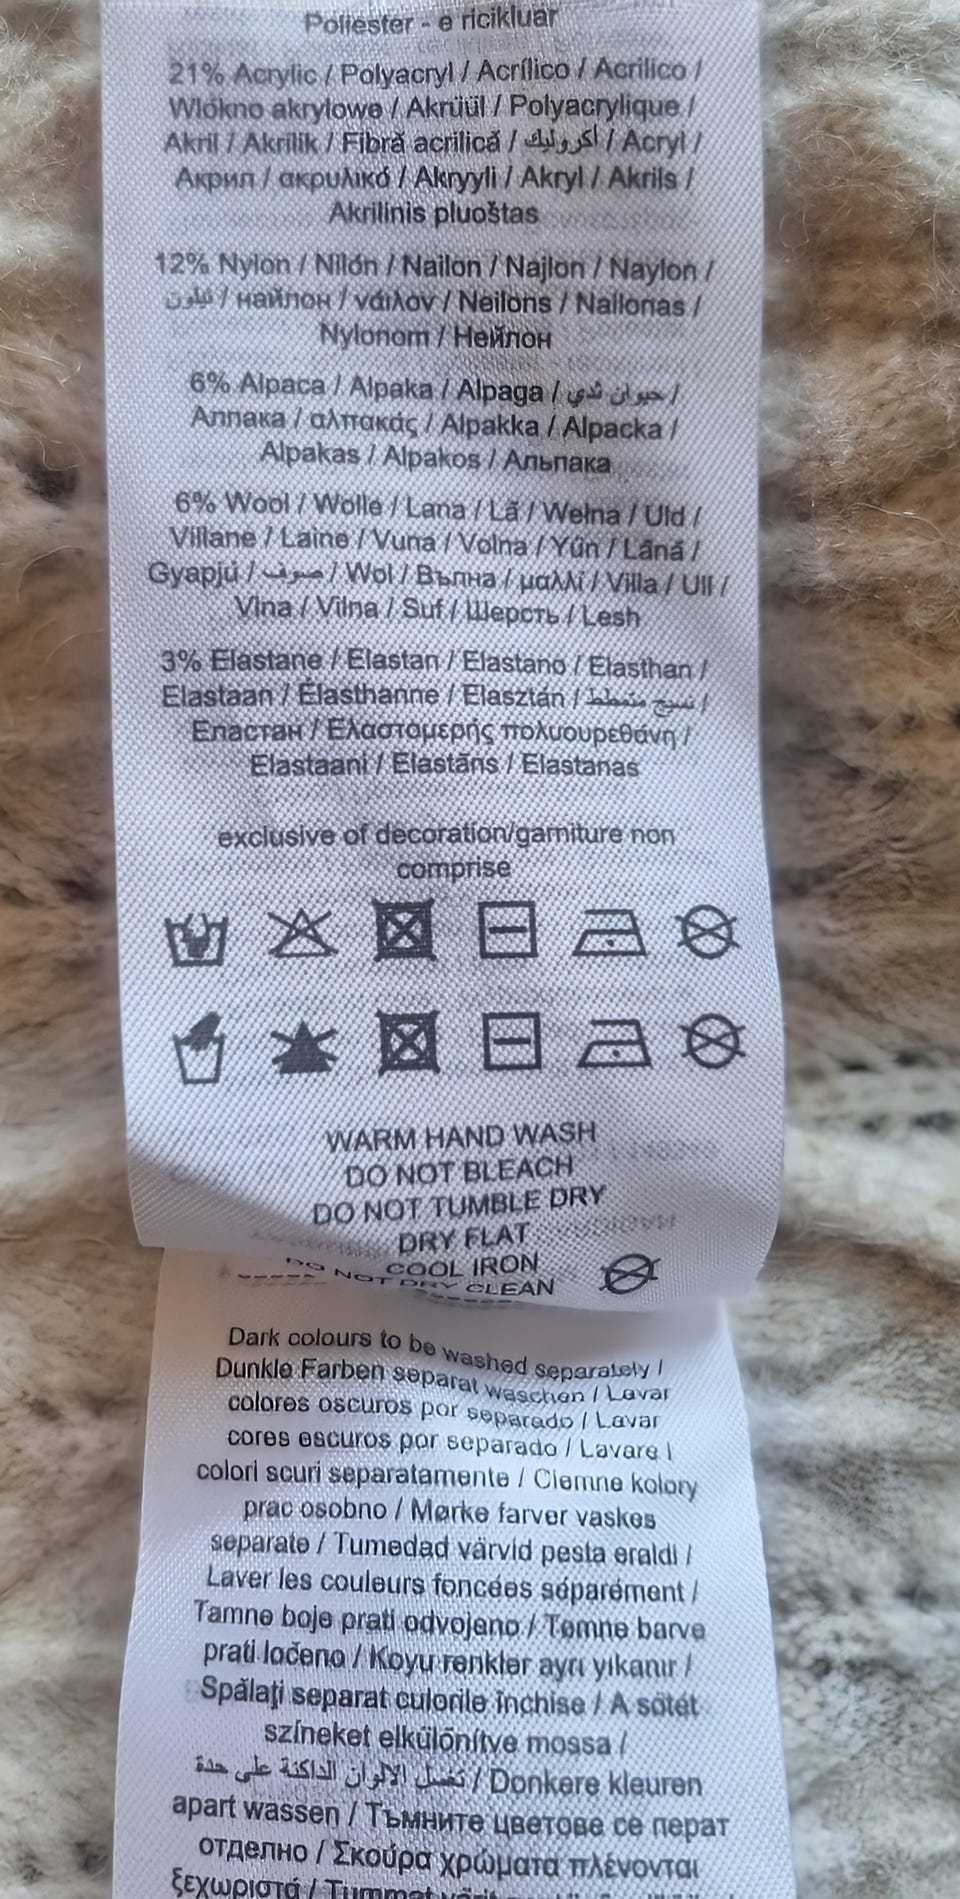 Poliester - e ricikluar
21% Acrylic / Polyacryl / Acrílico / Acrilico /
Włókno akrylowe / Akrüül / Polyacrylique /
Akril / Akrilik / Fibră acrilică / أكروليك / Acryl /
Акрил / ακρυλικό / Akryyli / Akryl / Akrils /
Akrilinis pluoštas
12% Nylon / Nilón / Nailon / Najlon / Naylon /
نيلون / найлон / νάιλον / Neilons / Nailonas /
Nylonom / Нейлон
6% Alpaca / Alpaka / Alpaga / حيوان ثدي /
Алпака / αλπακάς / Alpakka / Alpacka /
Alpakas / Alpakos / Альпака
6% Wool / Wolle / Lana / Lã / Wełna / Uld /
Villane / Laine / Vuna / Volna / Yün / Lână /
Gyapjú / صوف / Wol / Вълна / μαλλί / Villa / Ull /
Vlna / Vilna / Suf / Шерсть / Lesh
3% Elastane / Elastan / Elastano / Elasthan /
Elastaan / Élasthanne / Elasztán / نسيج متمطط /
Еластан / Ελαστομερής πολυουρεθάνη /
Elastaani / Elastāns / Elastanas
exclusive of decoration/garniture non
comprise
WARM HAND WASH
DO NOT BLEACH
DO NOT TUMBLE DRY
DRY FLAT
COOL IRON
DO NOT DRY CLEAN
Dark colours to be washed separately /
Dunkle Farben separat waschen / Lavar
colores oscuros por separado / Lavar
cores escuros por separado / Lavare I
colori scuri separatamente / Ciemne kolory
prac osobno / Mørke farver vaskes
separate / Tumedad värvid pesta eraldi /
Laver les couleurs foncées séparément /
Tamne boje prati odvojeno / Temne barve
prati ločeno / Koyu renkler ayrı yıkanır /
Spălaţi separat culorile închise / A sötét
színeket elkülönítve mossa /
تغسل الالوان الداكنة على حدة / Donkere kleuren
apart wassen / Тъмните цветове се перат
отделно / Σκούρα χρώματα πλένονται
ξεχωριστά / Tummat